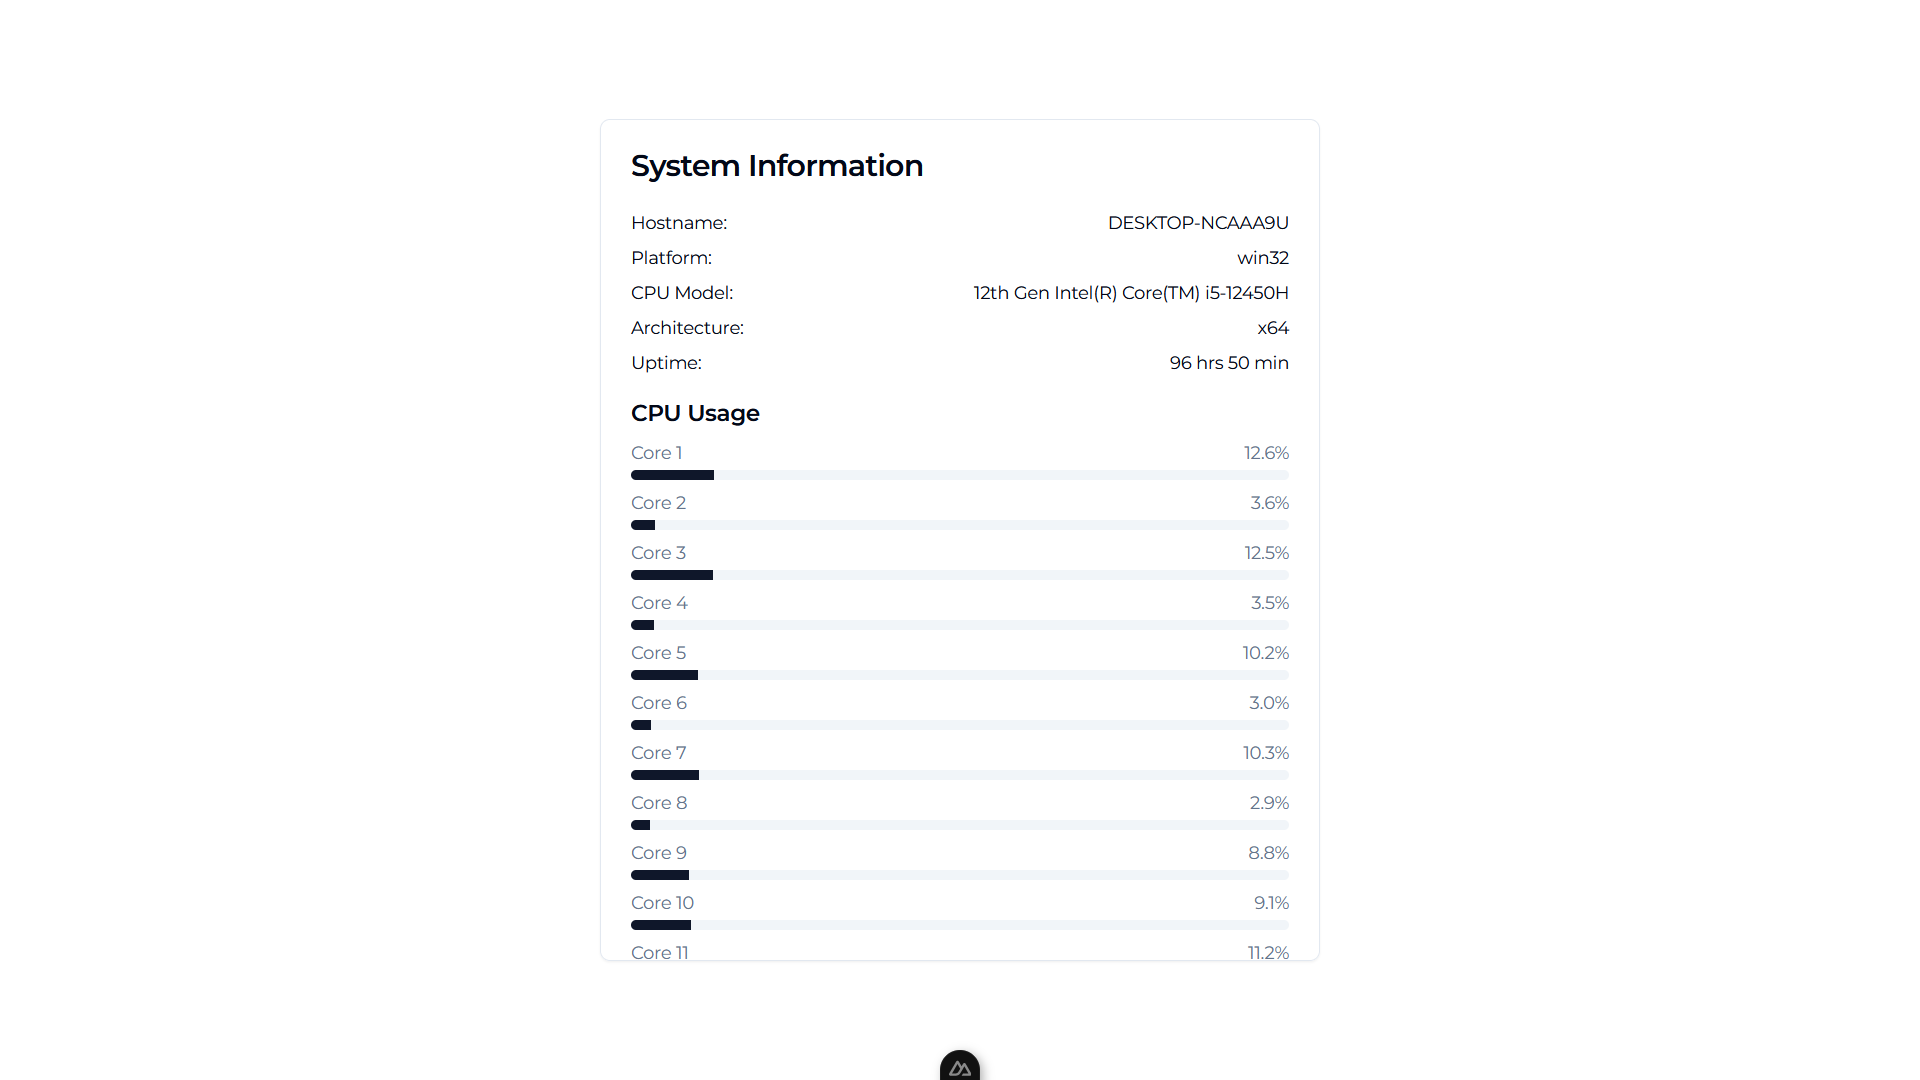 System Information
Hostname: DESKTOP-NCAAA9U
Platform: win32
CPU Model: 12th Gen Intel(R) Core(TM) i5-12450H
Architecture: x64
Uptime: 96 hrs 50 min
CPU Usage
Core 1 12.6%
Core 2 3.6%
Core 3 12.5%
Core 4 3.5%
Core 5 10.2%
Core 6 3.0%
Core 7 10.3%
Core 8 2.9%
Core 9 8.8%
Core 10 9.1%
Core 11 11.2%